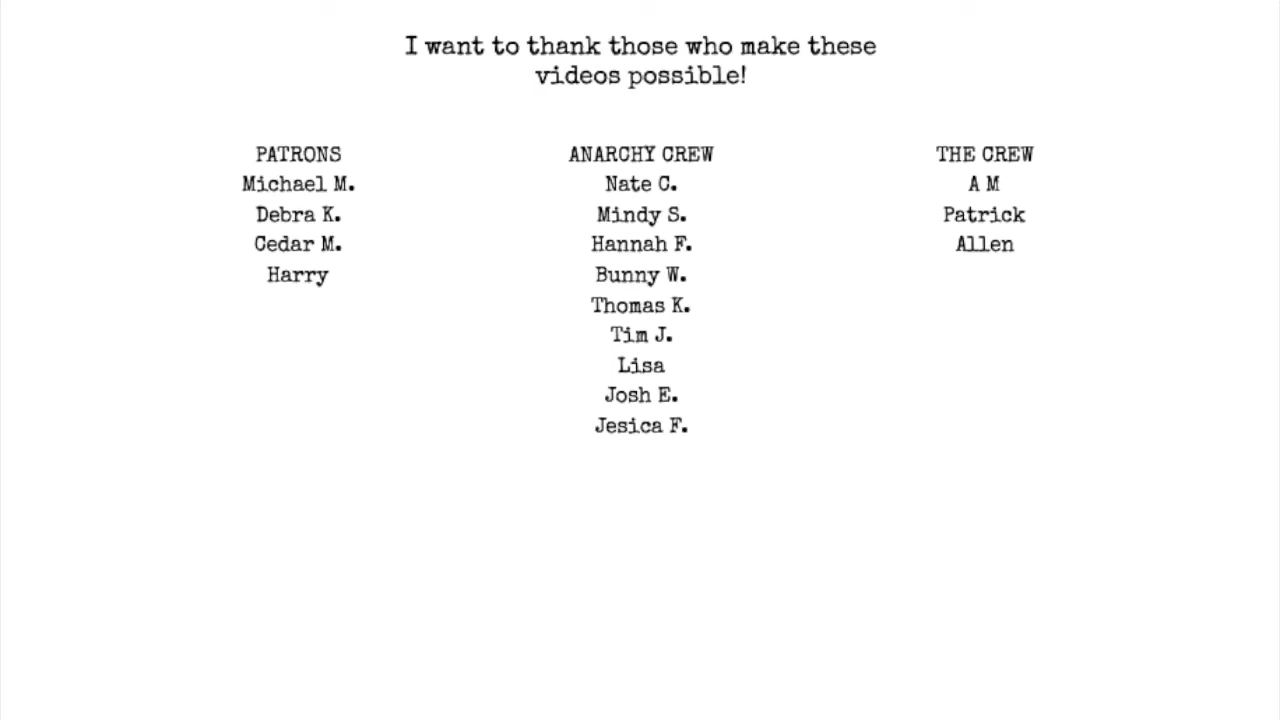 I want to thank those who make these
videos possible!
PATRONS
Michael M.
Debra K.
Cedar M.
Harry
ANARCHY CREW
Nate C.
Mindy S.
Hannah F.
Bunny W.
Thomas K.
Tim J.
Lisa
Josh E.
Jesica F.
THE CREW
A M
Patrick
Allen